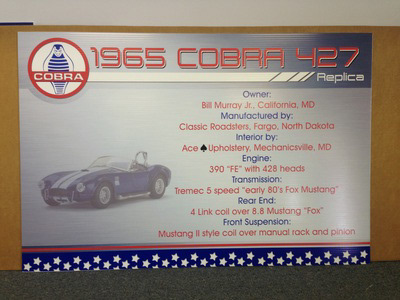 COBRA
1965 COBRA 427
Replica
Owner:
Bill Murray Jr., California, MD
Manufactured by:
Classic Roadsters, Fargo, North Dakota
Interior by:
Ace ♠ Upholstery, Mechanicsville, MD
Engine:
390 "FE" with 428 heads
Transmission:
Tremec 5 speed "early 80's Fox Mustang"
Rear End:
4 Link coil over 8.8 Mustang "Fox"
Front Suspension:
Mustang II style coil over manual rack and pinion